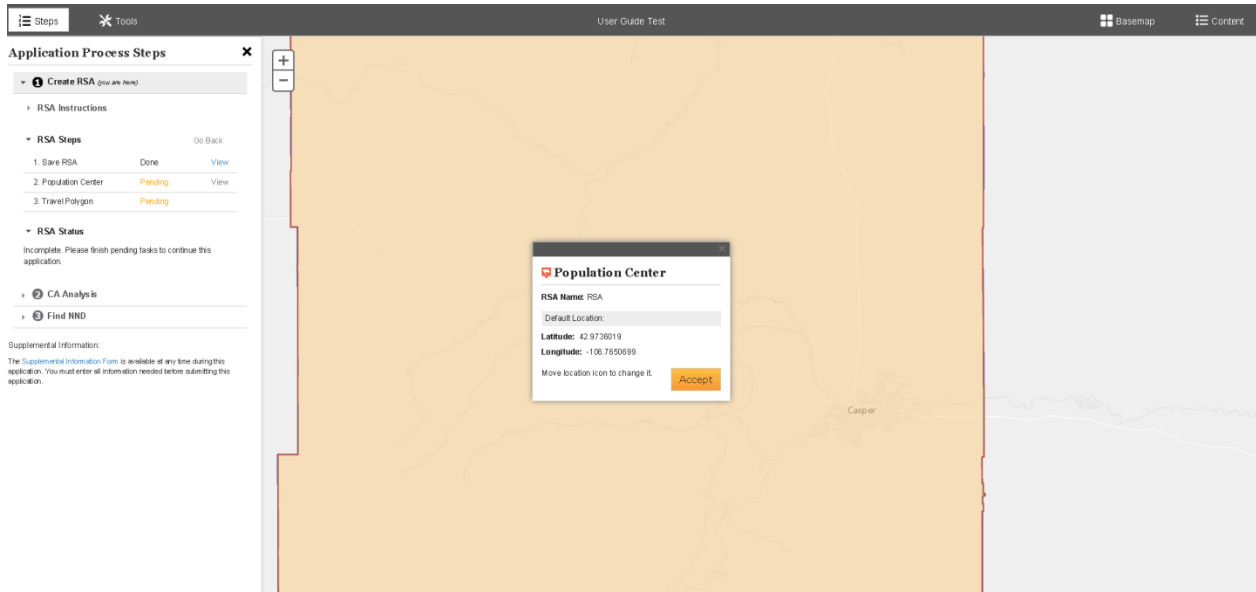 Steps
Tools
User Guide Test
Basemap
Content
Application Process Steps
1 Create RSA (you are here)
RSA Instructions
RSA Steps Go Back
1. Save RSA Done View
2. Population Center Pending View
3. Travel Polygon Pending
RSA Status
Incomplete. Please finish pending tasks to continue this
application.
2 CA Analysis
3 Find NND
Supplemental Information:
The Supplemental Information Form is available at any time during this
application. You must enter all information needed before submitting this
application.
Population Center
RSA Name: RSA
Default Location:
Latitude: 42.9736019
Longitude: -106.7650699
Move location icon to change it.
Accept
Casper